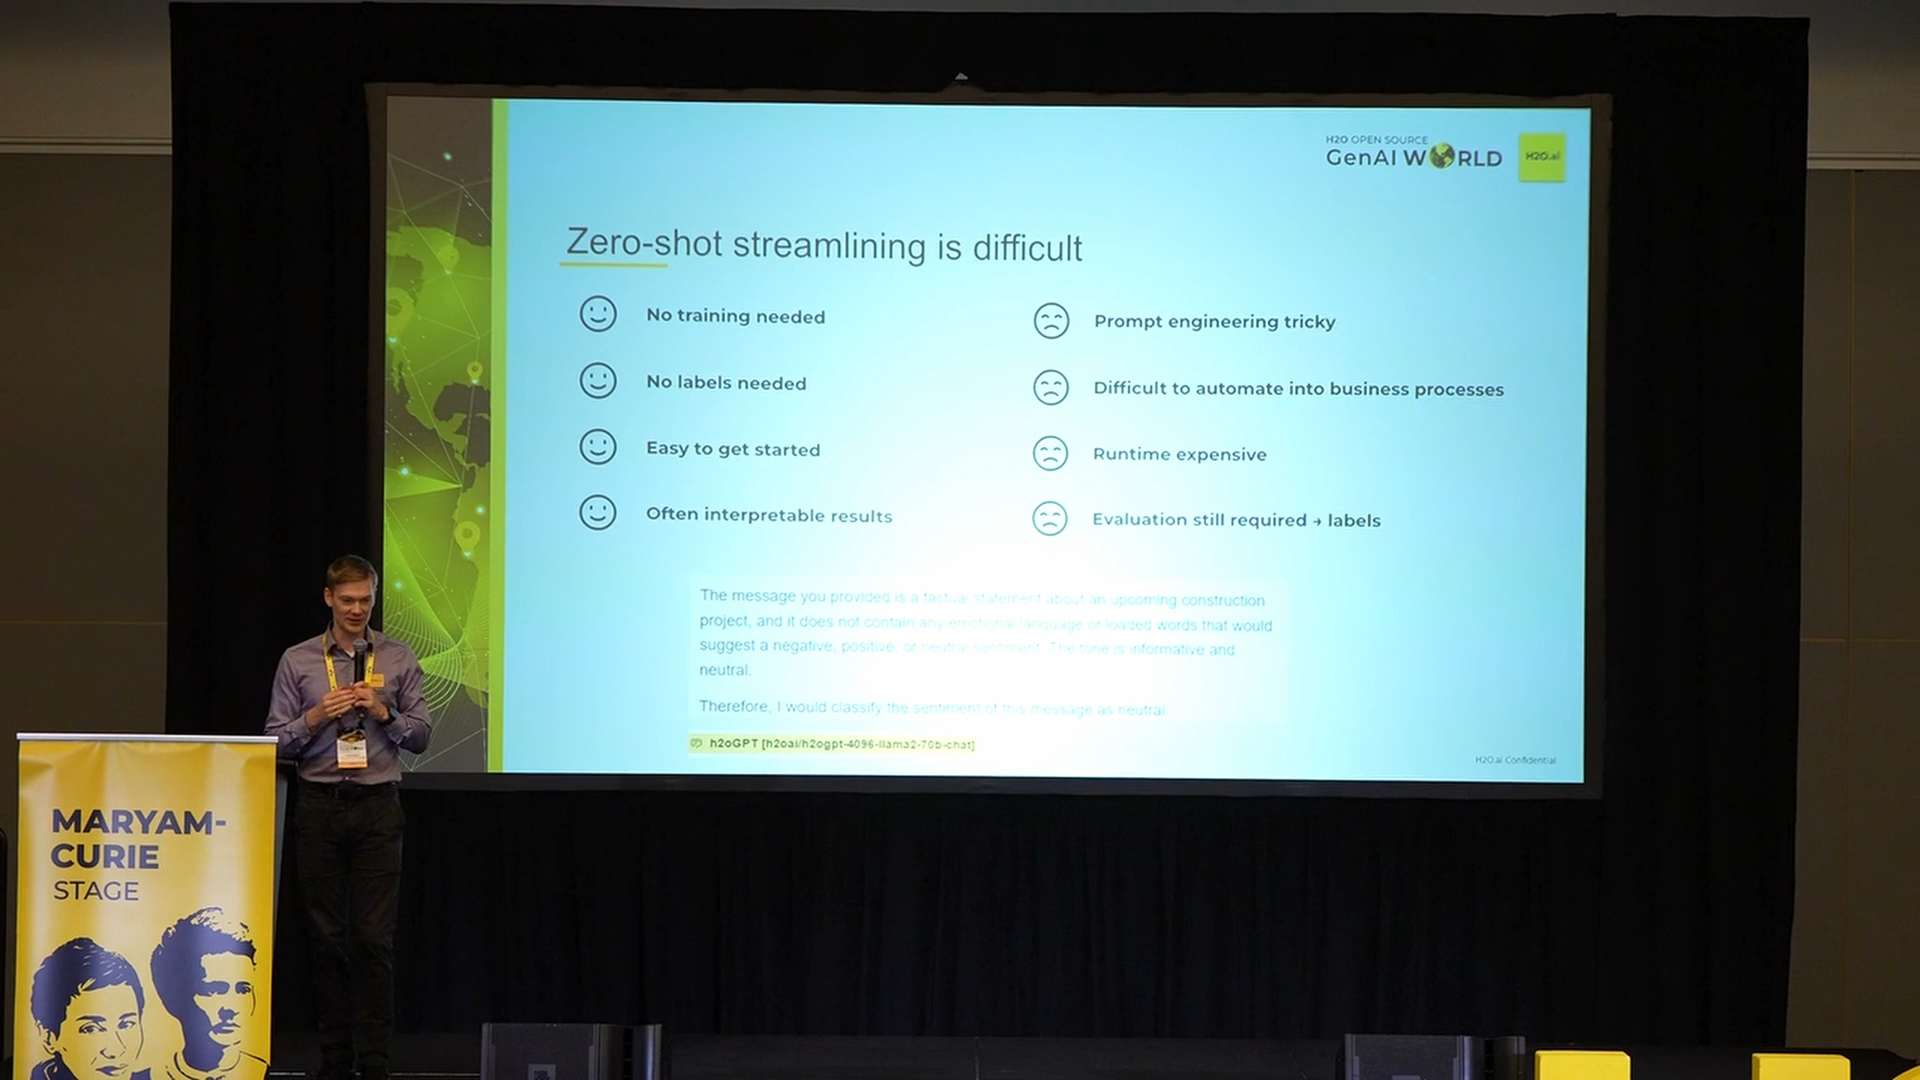 H2O OPEN SOURCE
GenAI WORLD
H2O.ai
Zero-shot streamlining is difficult
No training needed
Prompt engineering tricky
No labels needed
Difficult to automate into business processes
Easy to get started
Runtime expensive
Often interpretable results
Evaluation still required → labels
The message you provided is a factual statement about an upcoming construction
project, and it does not contain any emotional language or loaded words that would
suggest a negative, positive, or neutral sentiment. The tone is informative and
neutral.
Therefore, I would classify the sentiment of this message as neutral.
h2oGPT [h2oai/h2ogpt-4096-llama2-70b-chat]
H2O.ai Confidential
MARYAM-
CURIE
STAGE